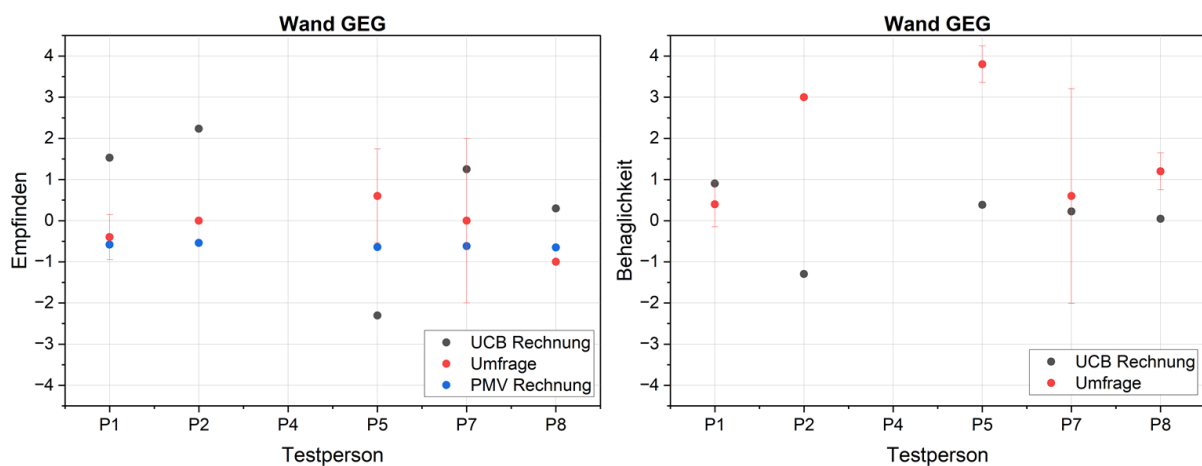 Wand GEG
Empfinden
4
3
2
1
0
−1
−2
−3
−4
UCB Rechnung
Umfrage
PMV Rechnung
P1 P2 P4 P5 P7 P8
Testperson
Wand GEG
Behaglichkeit
4
3
2
1
0
−1
−2
−3
−4
UCB Rechnung
Umfrage
P1 P2 P4 P5 P7 P8
Testperson